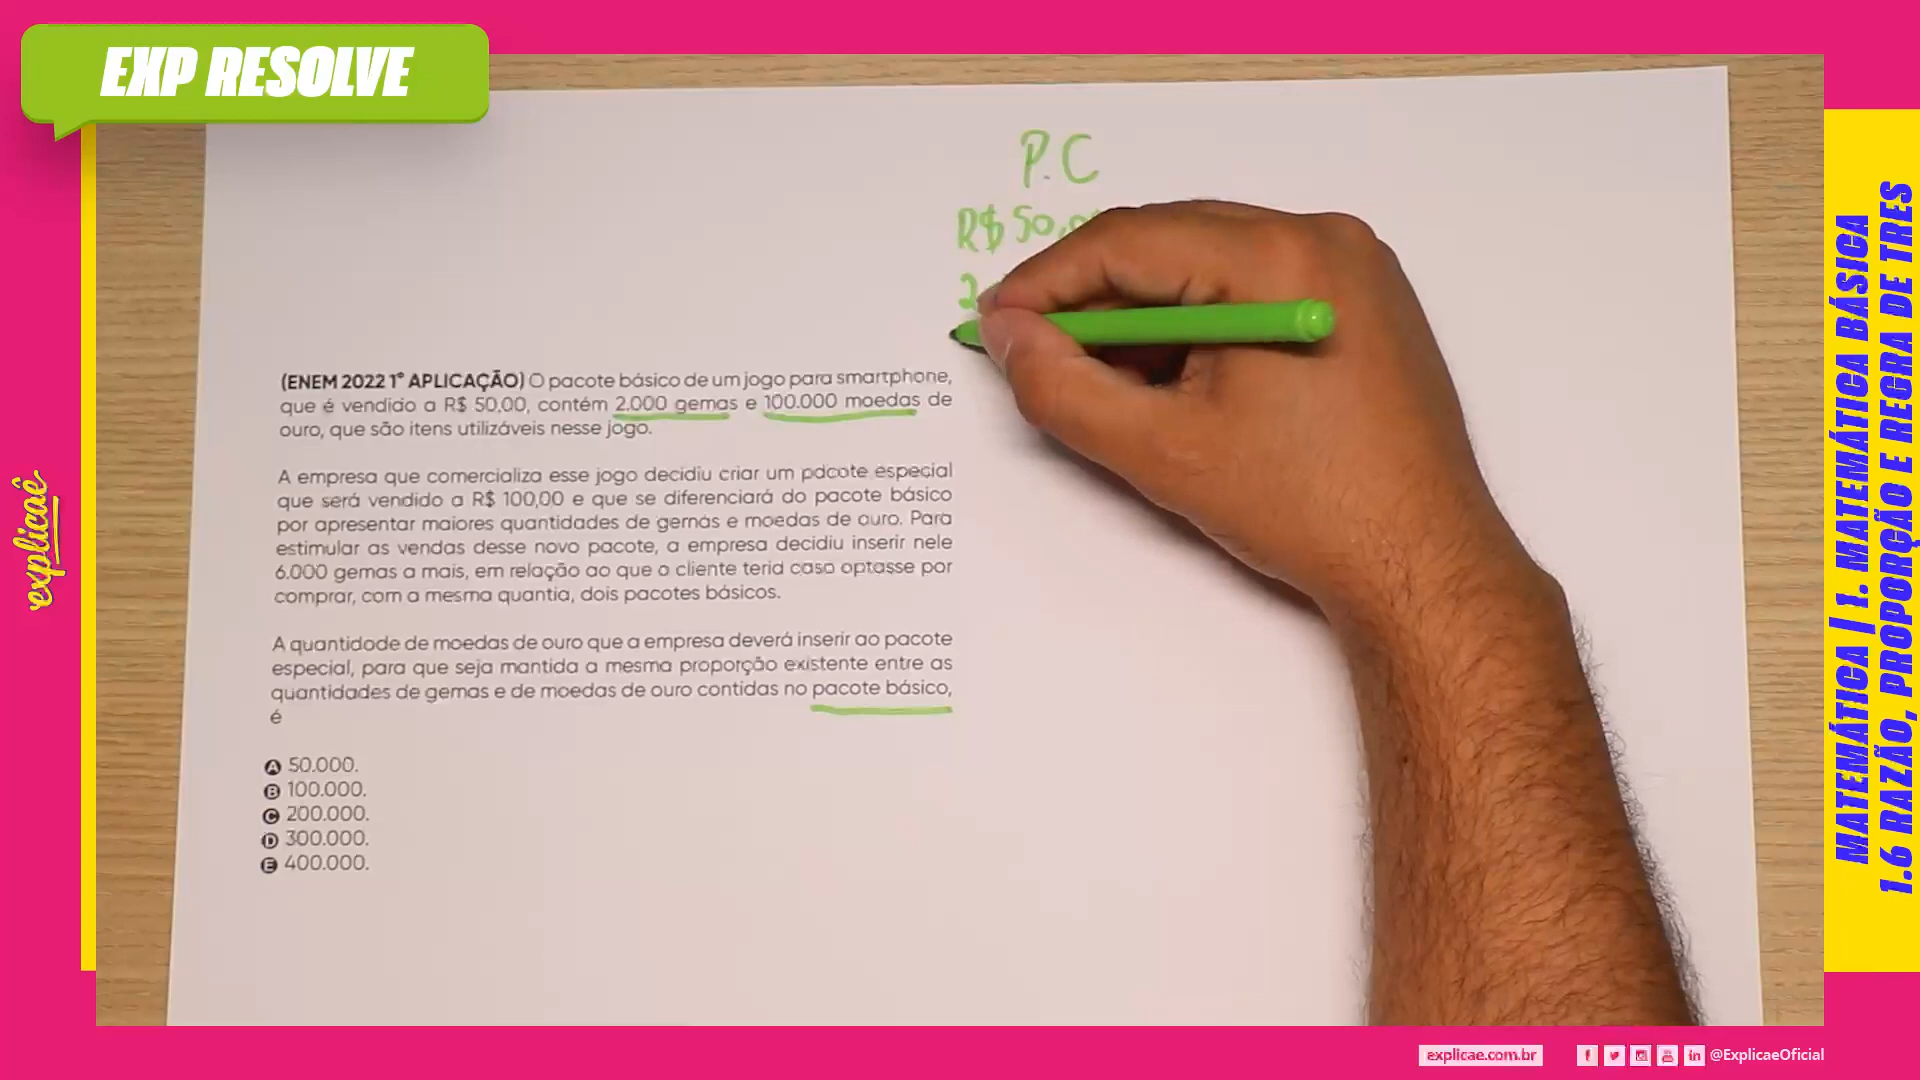 EXP RESOLVE
P.C
R$ 50,0
2
(ENEM 2022 1° APLICAÇÃO) O pacote básico de um jogo para smartphone,
que é vendido a R$ 50,00, contém 2.000 gemas e 100.000 moedas de
ouro, que são itens utilizáveis nesse jogo.
A empresa que comercializa esse jogo decidiu criar um pacote especial
que será vendido a R$ 100,00 e que se diferenciará do pacote básico
por apresentar maiores quantidades de gemas e moedas de ouro. Para
estimular as vendas desse novo pacote, a empresa decidiu inserir nele
6.000 gemas a mais, em relação ao que o cliente teria caso optasse por
comprar, com a mesma quantia, dois pacotes básicos.
A quantidade de moedas de ouro que a empresa deverá inserir ao pacote
especial, para que seja mantida a mesma proporção existente entre as
quantidades de gemas e de moedas de ouro contidas no pacote básico,
é
A 50.000.
B 100.000.
C 200.000.
D 300.000.
E 400.000.
explicaê
MATEMÁTICA | 1. MATEMÁTICA BÁSICA
1.6 RAZÃO, PROPORÇÃO E REGRA DE TRES
explicae.com.br
@ExplicaeOficial